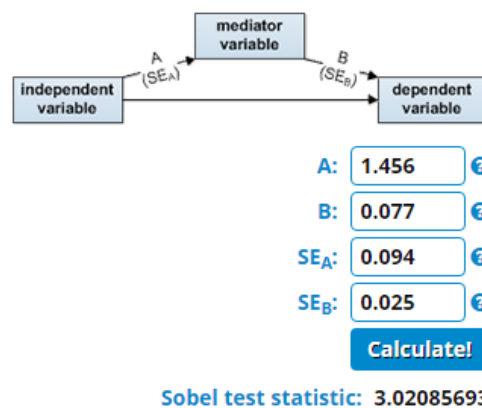 mediator
variable
A
(SEA)
B
(SEB)
independent
variable
dependent
variable
A: 1.456
B: 0.077
SEA: 0.094
SEB: 0.025
Calculate!
Sobel test statistic: 3.02085693